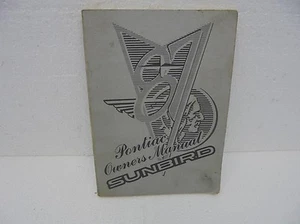 87
Pontiac
Owners Manual
SUNBIRD